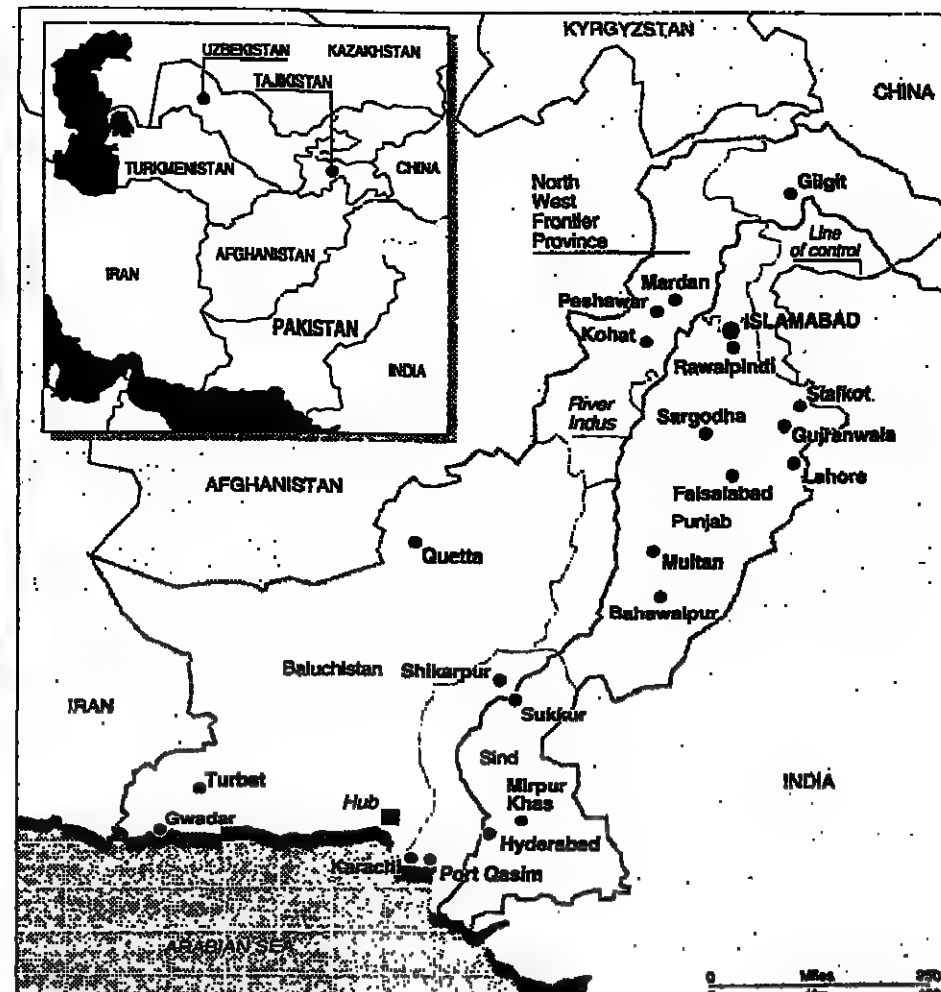 UZBEKISTAN
KAZAKHSTAN
TAJIKISTAN
TURKMENISTAN
CHINA
AFGHANISTAN
IRAN
PAKISTAN
INDIA
KYRGYZSTAN
CHINA
North
West
Frontier
Province
Gilgit
Line
of control
Mardan
Peshawar
Kohat
ISLAMABAD
Rawalpindi
River
Indus
Sialkot
Sargodha
Gujranwala
Lahore
Faisalabad
AFGHANISTAN
Punjab
Quetta
Multan
Bahawalpur
Baluchistan
Shikarpur
IRAN
Sukkur
Sind
INDIA
Turbat
Mirpur
Khas
Hub
Gwadar
Hyderabad
Karachi
Port Qasim
ARABIAN SEA
0 Miles 250